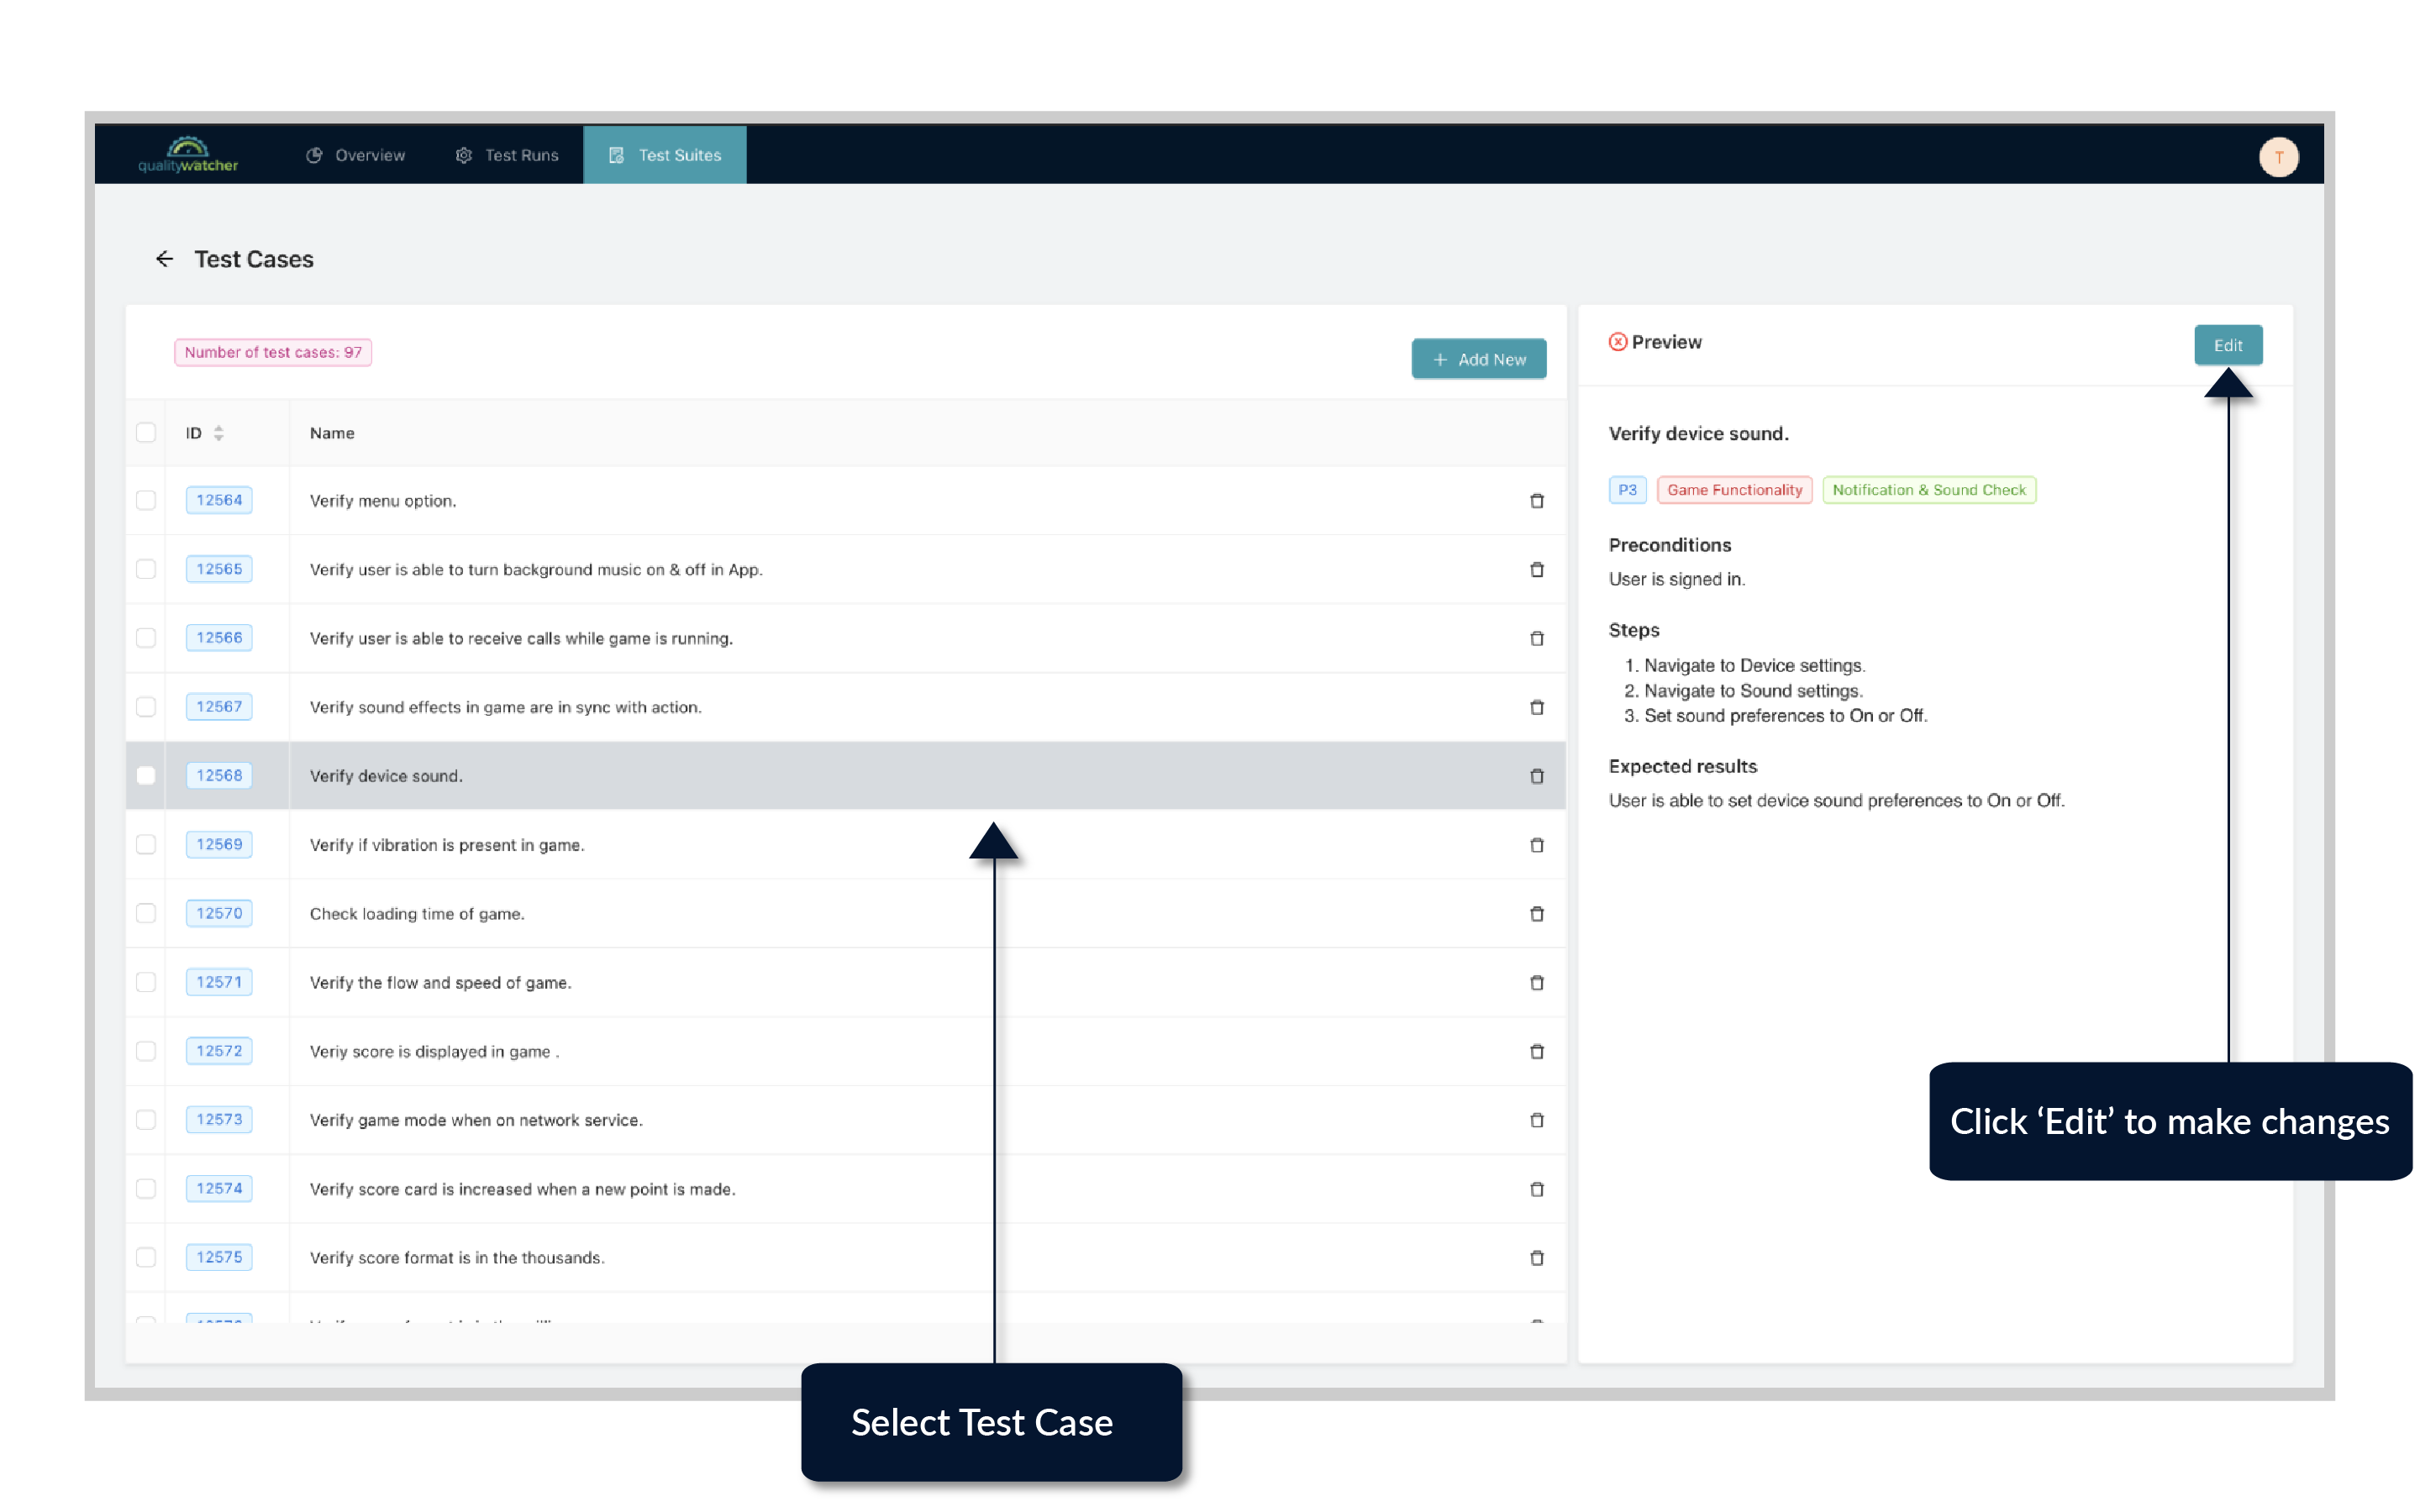 qualitywatcher
Overview
Test Runs
Test Suites
T
Test Cases
Number of test cases: 97
+ Add New
ID
Name
12564
Verify menu option.
12565
Verify user is able to turn background music on & off in App.
12566
Verify user is able to receive calls while game is running.
12567
Verify sound effects in game are in sync with action.
12568
Verify device sound.
12569
Verify if vibration is present in game.
12570
Check loading time of game.
12571
Verify the flow and speed of game.
12572
Veriy score is displayed in game .
12573
Verify game mode when on network service.
12574
Verify score card is increased when a new point is made.
12575
Verify score format is in the thousands.
Preview
Edit
Verify device sound.
P3
Game Functionality
Notification & Sound Check
Preconditions
User is signed in.
Steps
1. Navigate to Device settings.
2. Navigate to Sound settings.
3. Set sound preferences to On or Off.
Expected results
User is able to set device sound preferences to On or Off.
Click ‘Edit’ to make changes
Select Test Case